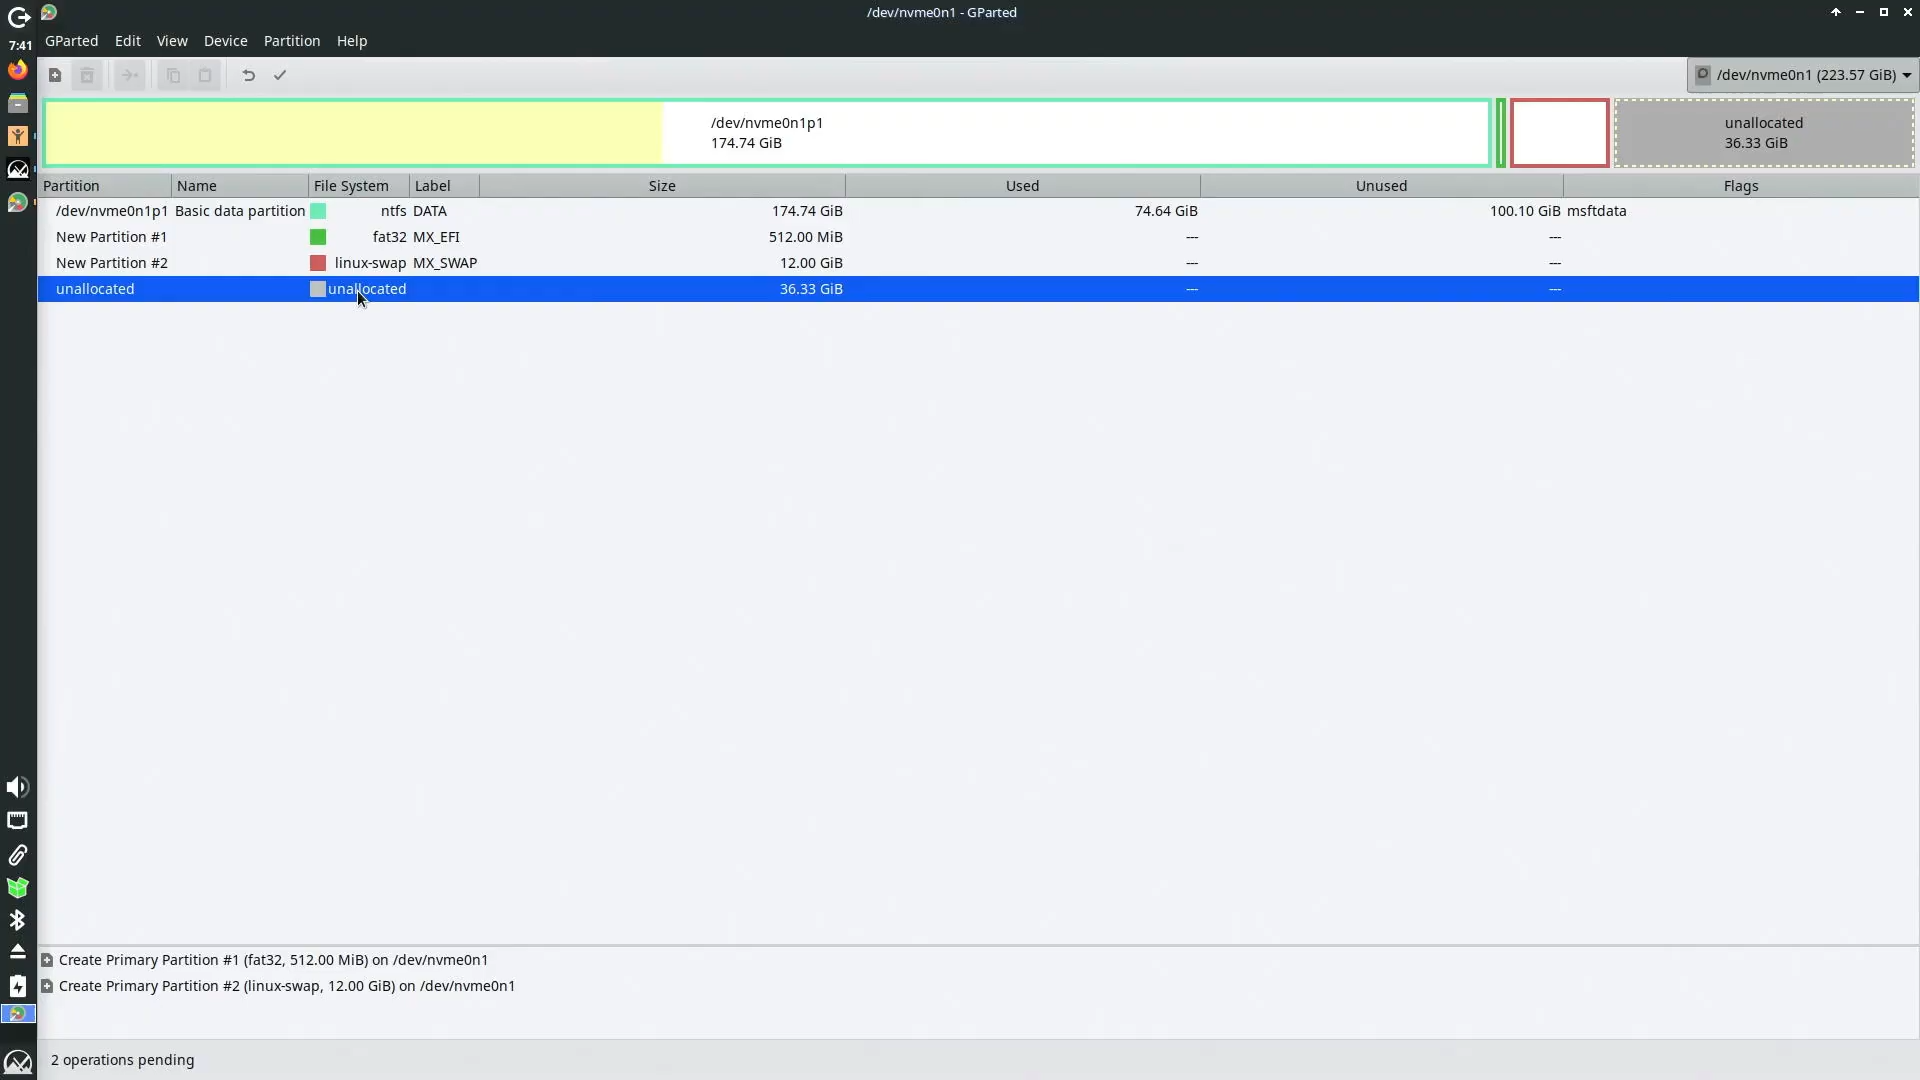 /dev/nvme0n1 - GParted
7:41
GParted Edit View Device Partition Help
/dev/nvme0n1 (223.57 GiB)
/dev/nvme0n1p1
174.74 GiB
unallocated
36.33 GiB
Partition Name File System Label Size Used Unused Flags
/dev/nvme0n1p1 Basic data partition ntfs DATA 174.74 GiB 74.64 GiB 100.10 GiB msftdata
New Partition #1 fat32 MX_EFI 512.00 MiB --- ---
New Partition #2 linux-swap MX_SWAP 12.00 GiB --- ---
unallocated unallocated 36.33 GiB --- ---
Create Primary Partition #1 (fat32, 512.00 MiB) on /dev/nvme0n1
Create Primary Partition #2 (linux-swap, 12.00 GiB) on /dev/nvme0n1
2 operations pending